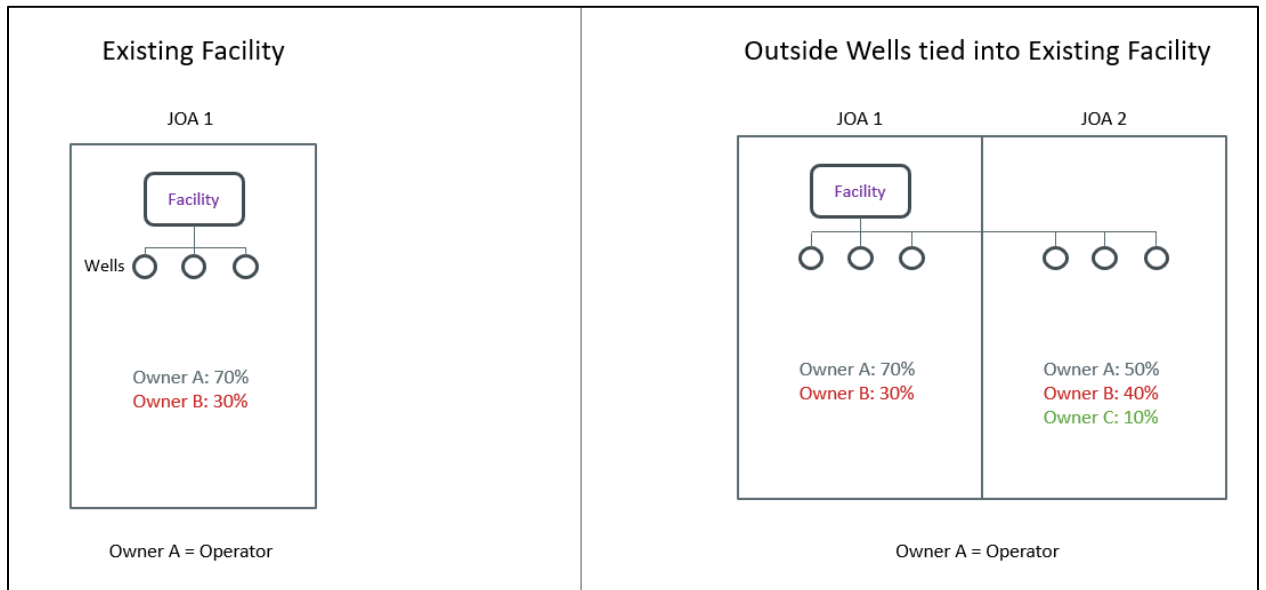 Existing Facility
JOA 1
Facility
Wells
Owner A: 70%
Owner B: 30%
Owner A = Operator
Outside Wells tied into Existing Facility
JOA 1
JOA 2
Facility
Owner A: 70%
Owner B: 30%
Owner A: 50%
Owner B: 40%
Owner C: 10%
Owner A = Operator